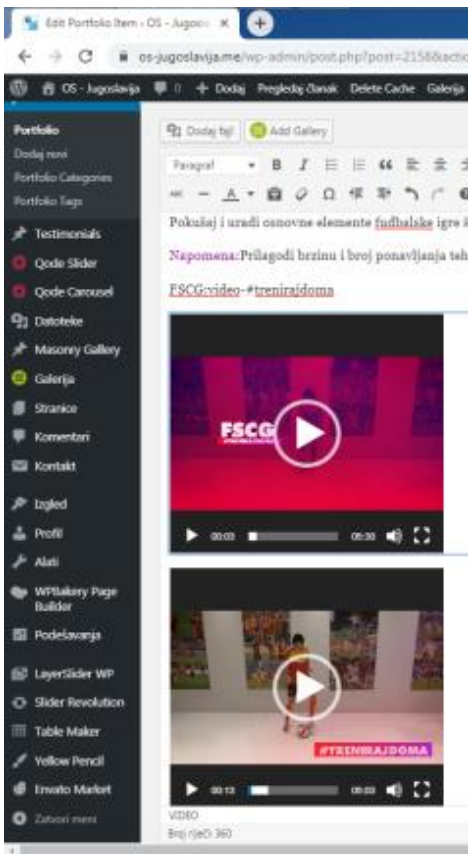 Edit Portfolio Item ‹ OS - Jugosl
os-jugoslavija.me/wp-admin/post.php?post=2158&actio
OS - Jugoslavija 0 + Dodaj Pregledaj članak Delete Cache Galerija
Portfolio
Dodaj novi
Portfolio Categories
Portfolio Tags
Testimonials
Qode Slider
Qode Carousel
Datoteke
Masonry Gallery
Galerija
Stranice
Komentari
Kontakt
Izgled
Profil
Alati
WPBakery Page
Builder
Podešavanja
LayerSlider WP
Slider Revolution
Table Maker
Yellow Pencil
Envato Market
Zatvori meni
Dodaj fajl Add Gallery
Paragraf
Pokušaj i uradi osnovne elemente fudbalske igre
Napomena:Prilagodi brzinu i broj ponavljanja teh
FSCG:video-#trenirajdoma
FSCG
00:03 05:30
#TRENIRAJDOMA
00:13
VIDEO
Broj riječi: 360